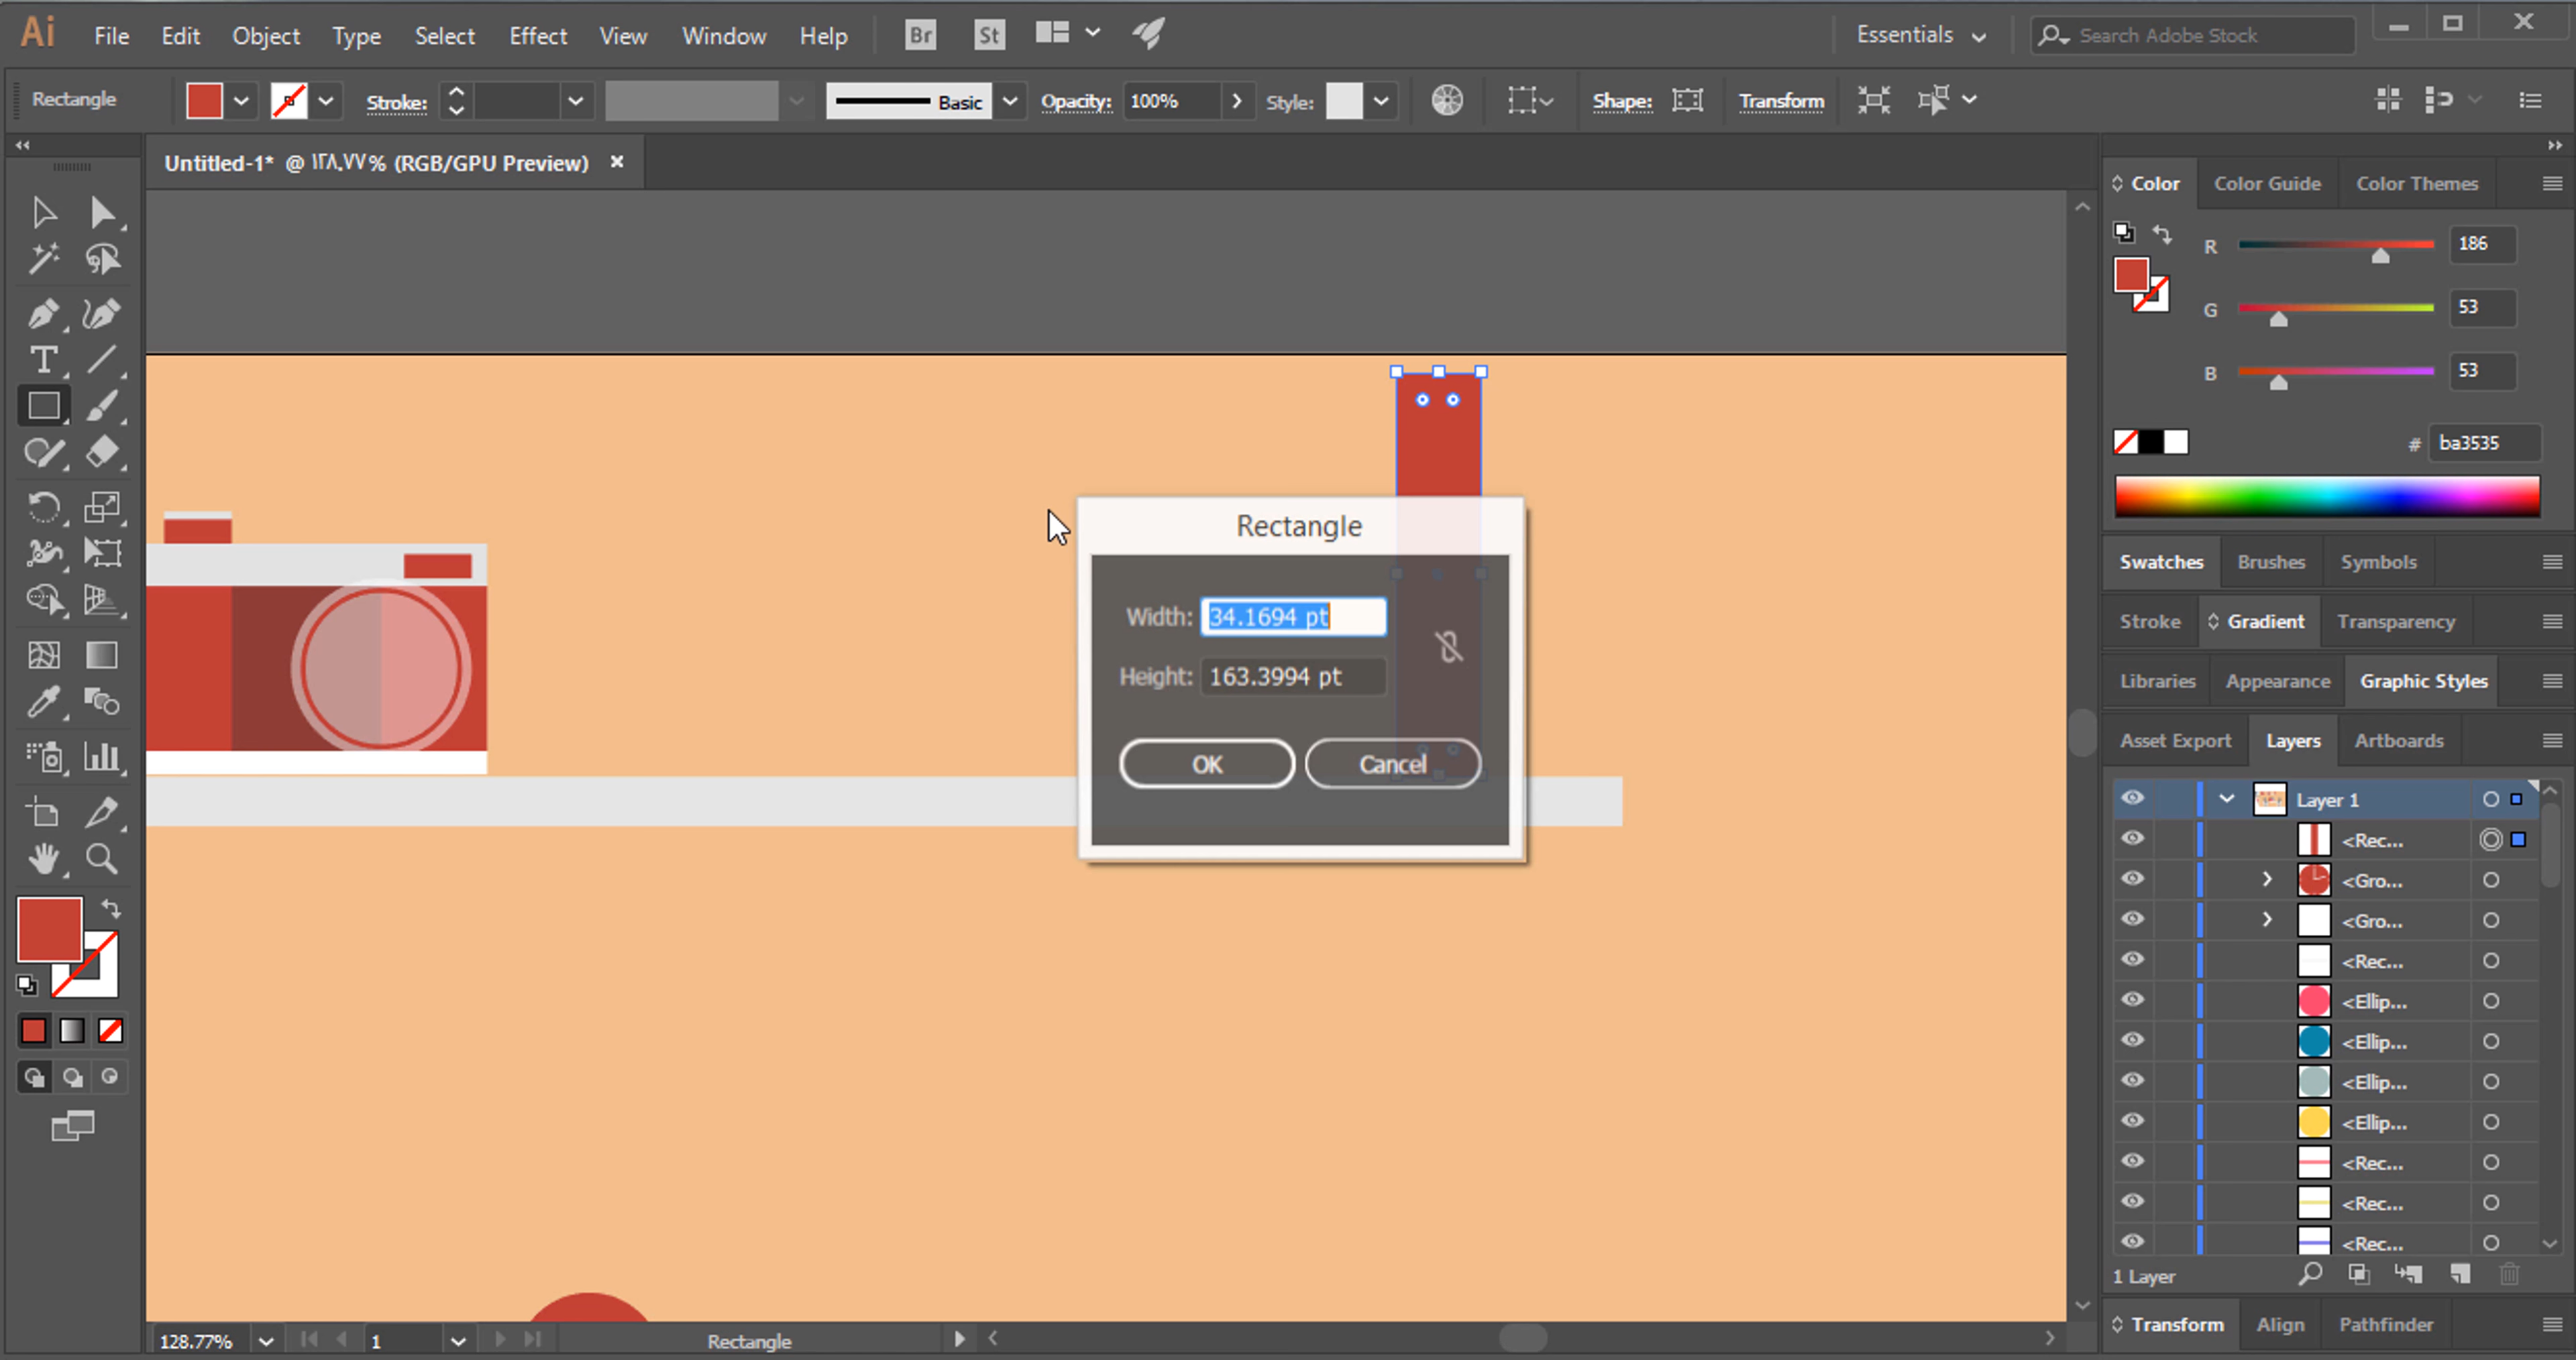 Ai File Edit Object Type Select Effect View Window Help Br St Essentials Search Adobe Stock
Rectangle Stroke: Basic Opacity: 100% Style: Shape: Transform
Untitled-1* @ ١٢٨,٧٧% (RGB/GPU Preview) ×
Color Color Guide Color Themes
R 186
G 53
B 53
# ba3535
Swatches Brushes Symbols
Stroke Gradient Transparency
Libraries Appearance Graphic Styles
Asset Export Layers Artboards
Layer 1
<Rec...
<Gro...
<Gro...
<Rec...
<Ellip...
<Ellip...
<Ellip...
<Ellip...
<Rec...
<Rec...
<Rec...
1 Layer
Transform Align Pathfinder
Rectangle
Width: 34.1694 pt
Height: 163.3994 pt
OK Cancel
128.77% 1 Rectangle